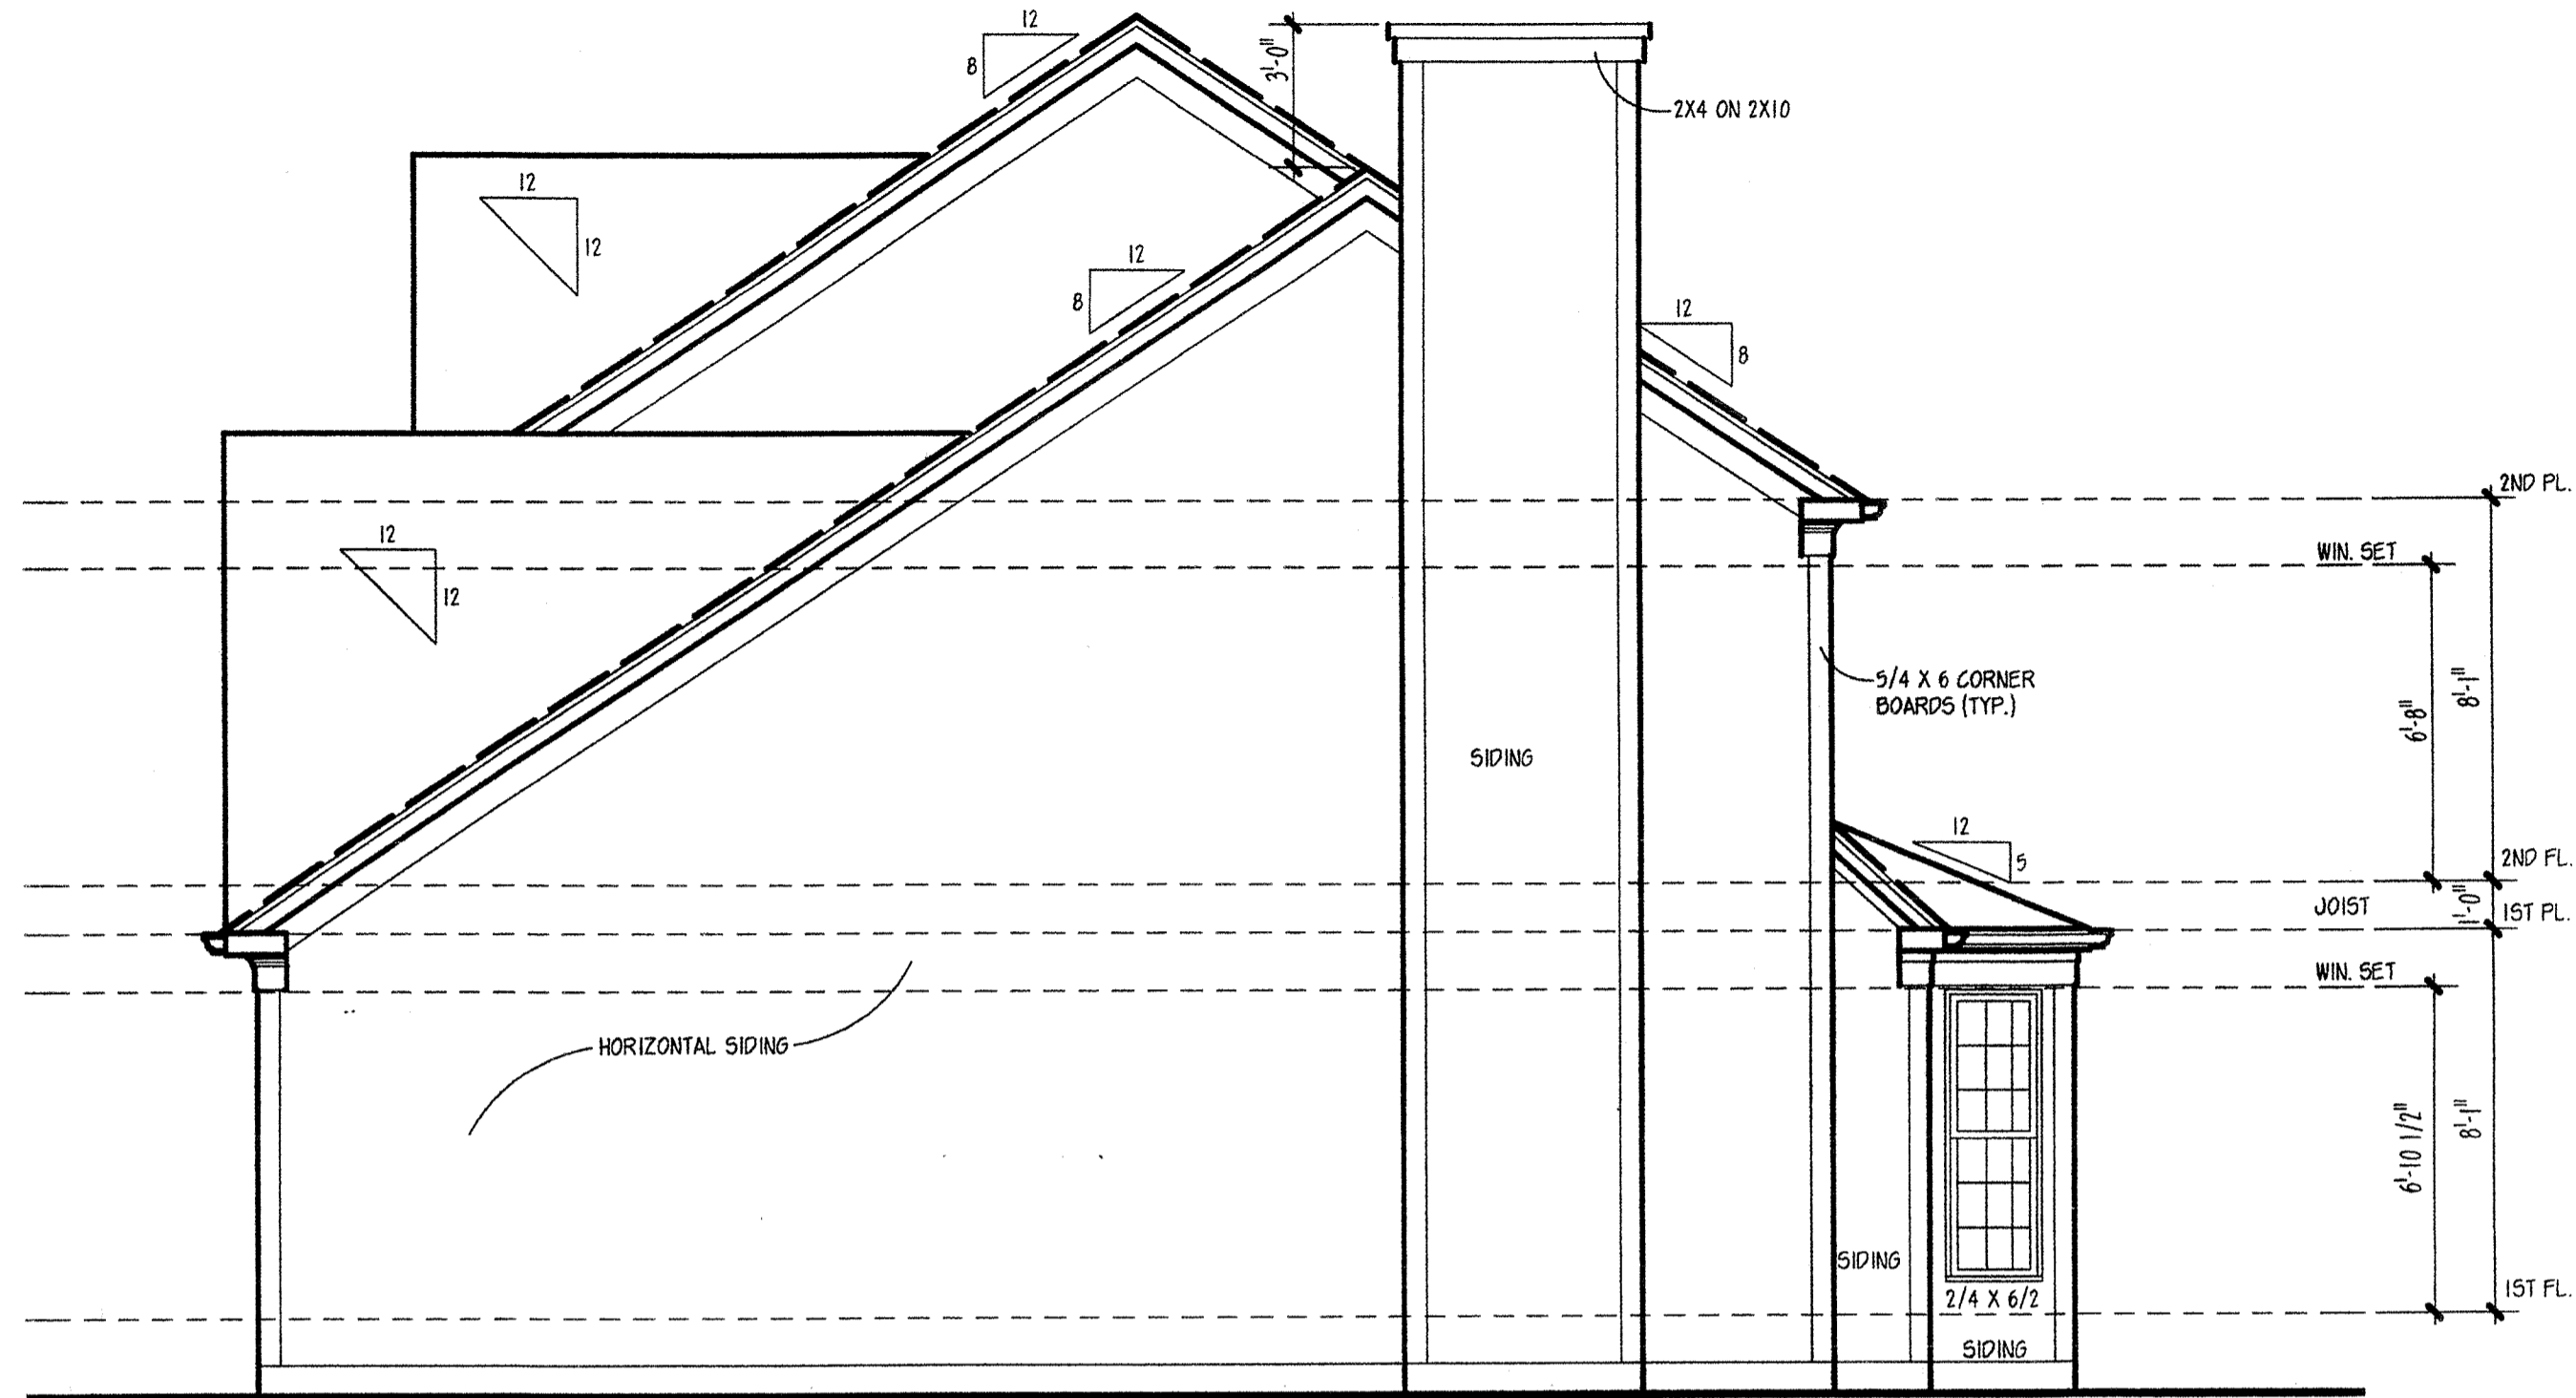 12
8
3'-0"
2X4 ON 2X10
12
12
12
8
12
8
2ND PL.
12
12
WIN. SET
5/4 X 6 CORNER
BOARDS (TYP.)
6'-8"
8'-1"
SIDING
12
5
2ND FL.
JOIST
1'-0"
1ST PL.
WIN. SET
HORIZONTAL SIDING
6'-10 1/2"
8'-1"
SIDING
2/4 X 6/2
1ST FL.
SIDING